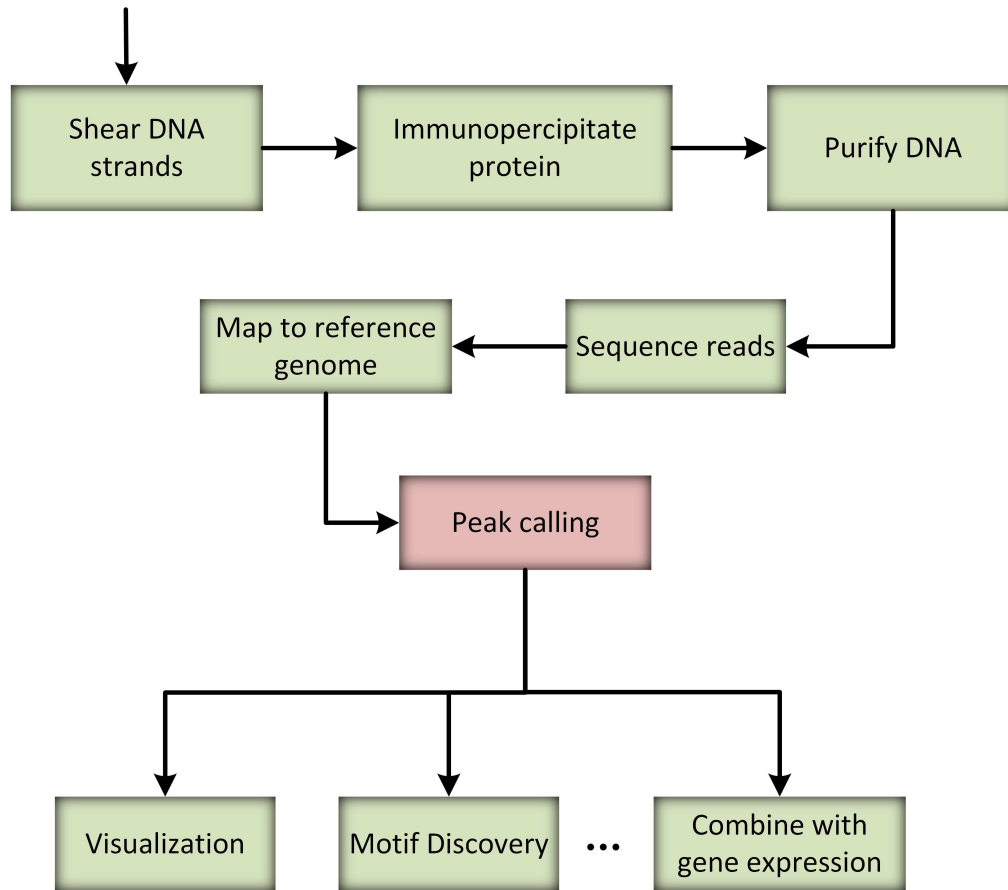 Shear DNA
strands
Immunopercipitate
protein
Purify DNA
Map to reference
genome
Sequence reads
Peak calling
Visualization
Motif Discovery
...
Combine with
gene expression